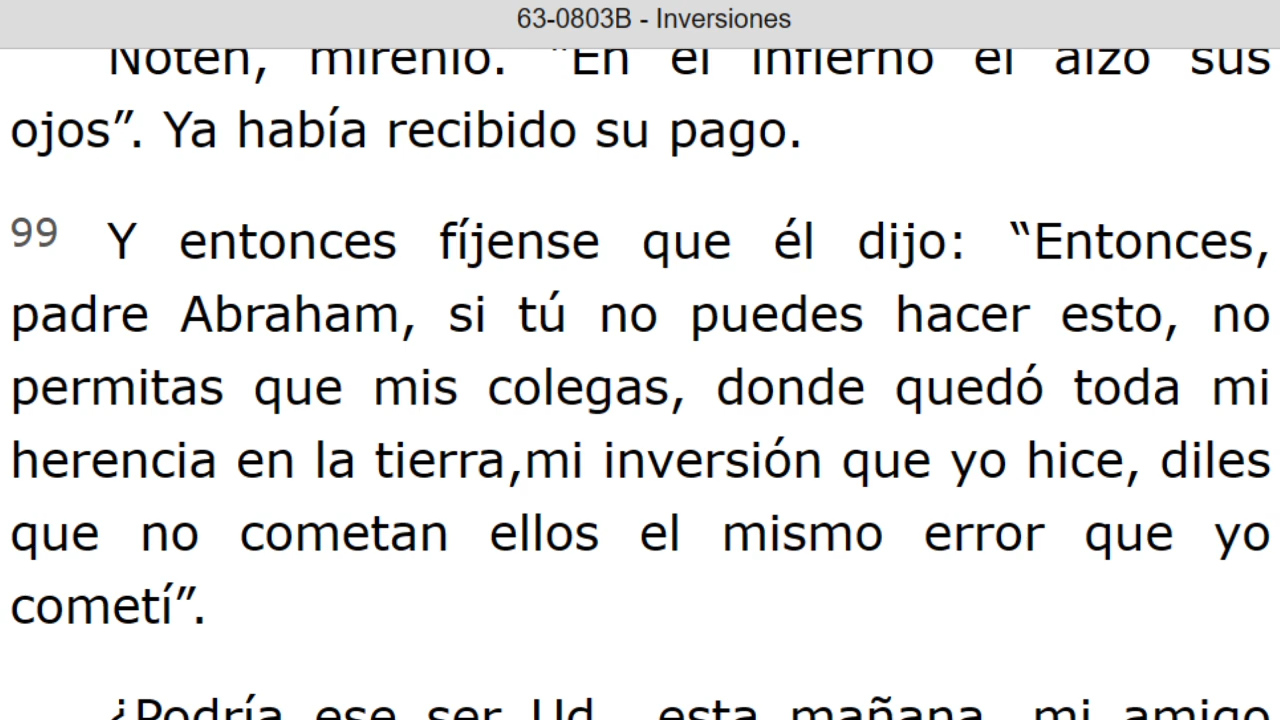 63-0803B - Inversiones
Noten, mírenlo. “En el infierno él alzó sus
ojos”. Ya había recibido su pago.
99 Y entonces fíjense que él dijo: “Entonces,
padre Abraham, si tú no puedes hacer esto, no
permitas que mis colegas, donde quedó toda mi
herencia en la tierra,mi inversión que yo hice, diles
que no cometan ellos el mismo error que yo
cometí”.
¿Podría ese ser Ud., esta mañana, mi amigo